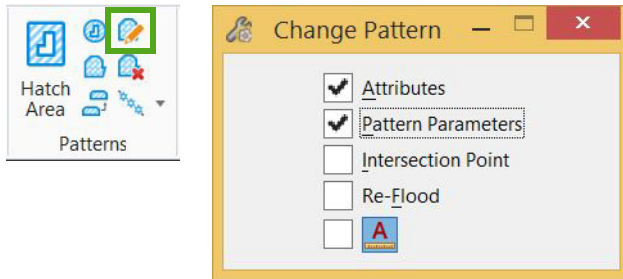 Hatch
Area
Patterns
Change Pattern
Attributes
Pattern Parameters
Intersection Point
Re-Flood
A